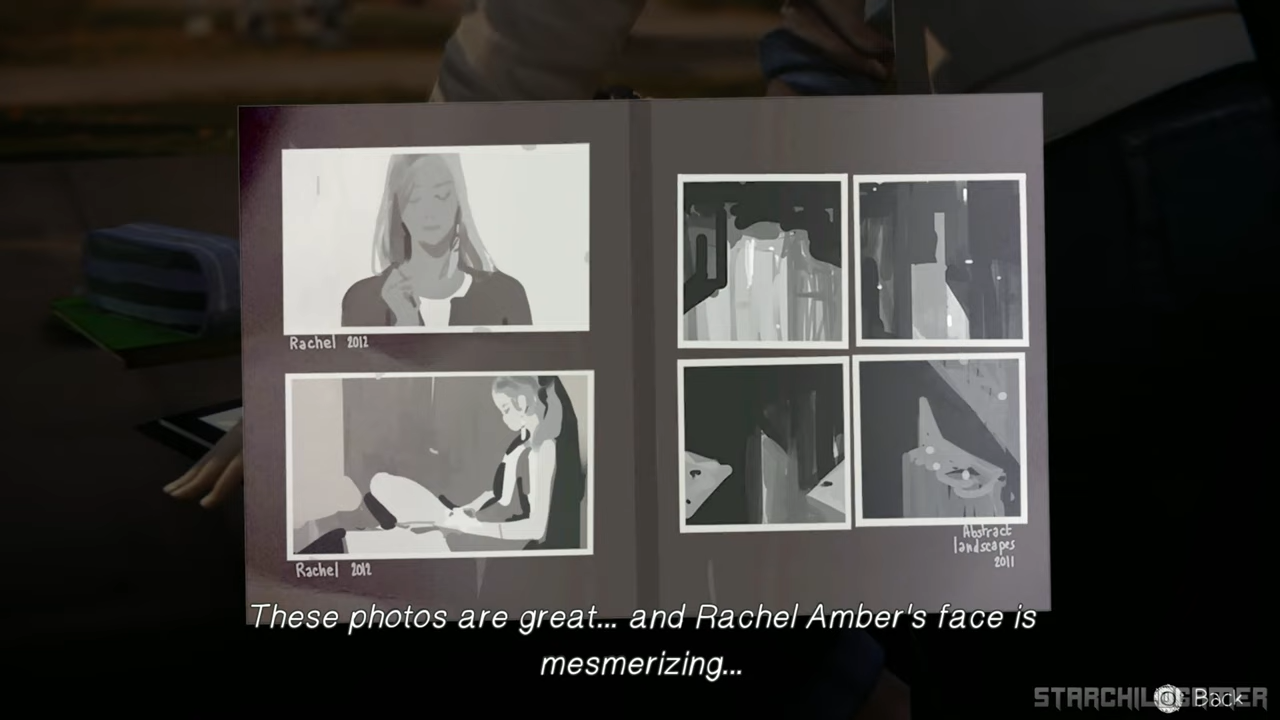 Rachel 2012
Rachel 2012
Abstract
landscapes
2011
These photos are great... and Rachel Amber's face is
mesmerizing...
Back
STARCHILDGAMER